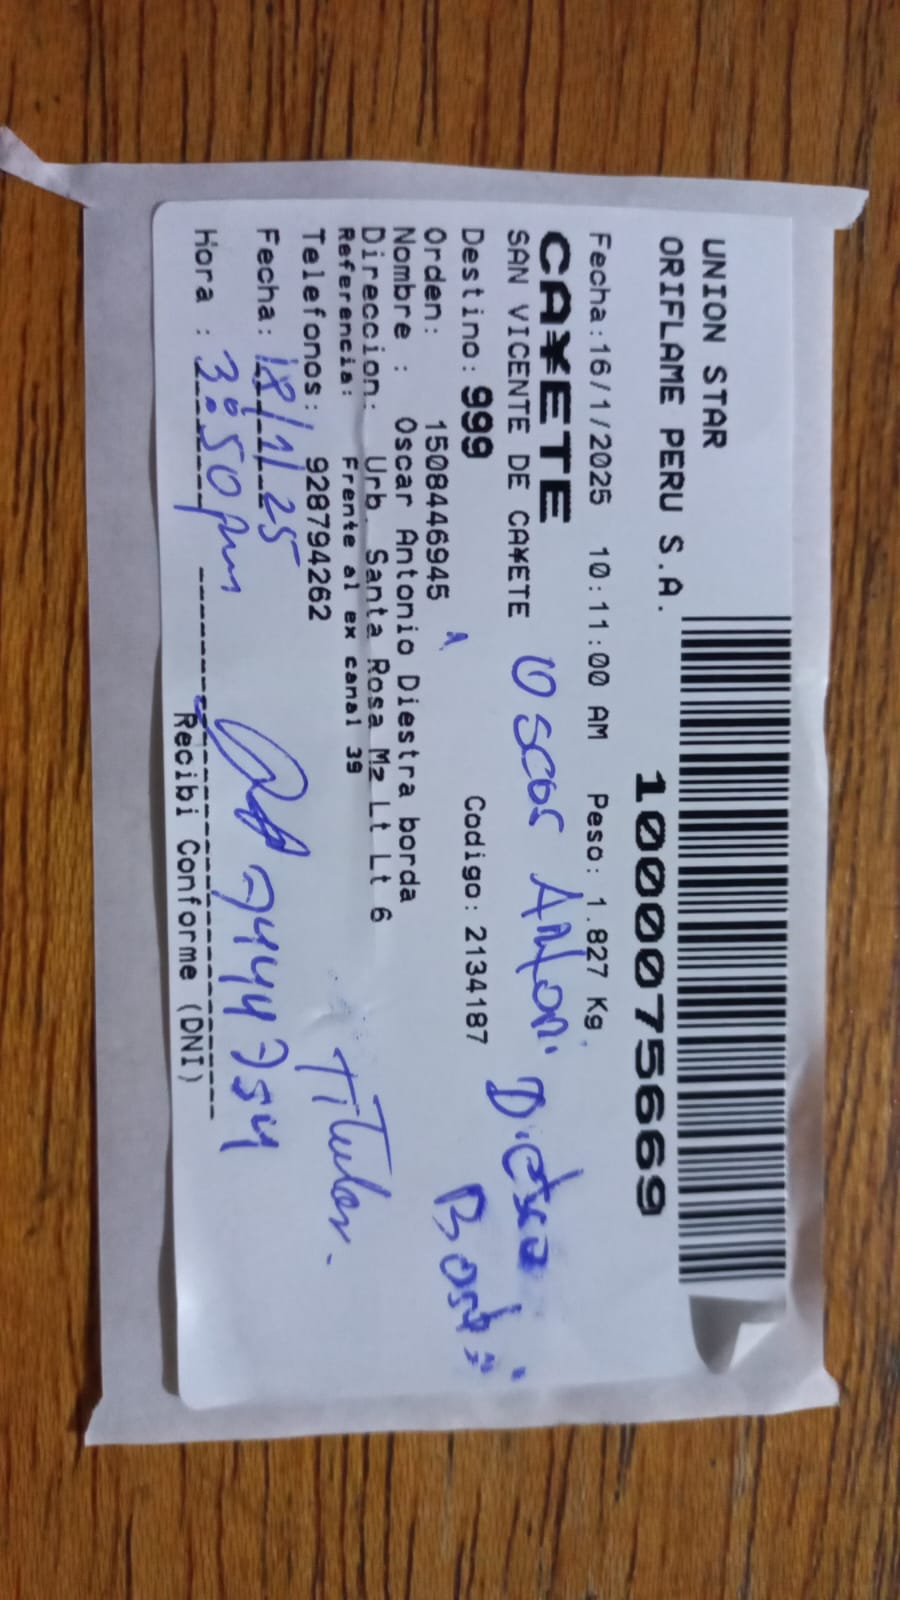 UNION STAR
ORIFLAME PERU S.A.
1000075669
Fecha:16/1/2025 10:11:00 AM Peso: 1.827 Kg.
CA¥ETE
SAN VICENTE DE CA¥ETE
Oscar Antoni
Destino: 999 Codigo: 2134187
Orden: 1508446945
Nombre : Oscar Antonio Diestra borda
Direccion: Urb. Santa Rosa Mz Lt Lt 6
Referencia: Frente al ex canal 39
Telefonos: 928794262
Titular.
Fecha: 18/1/25
Hora : 3:50 pm
Recibi Conforme (DNI)